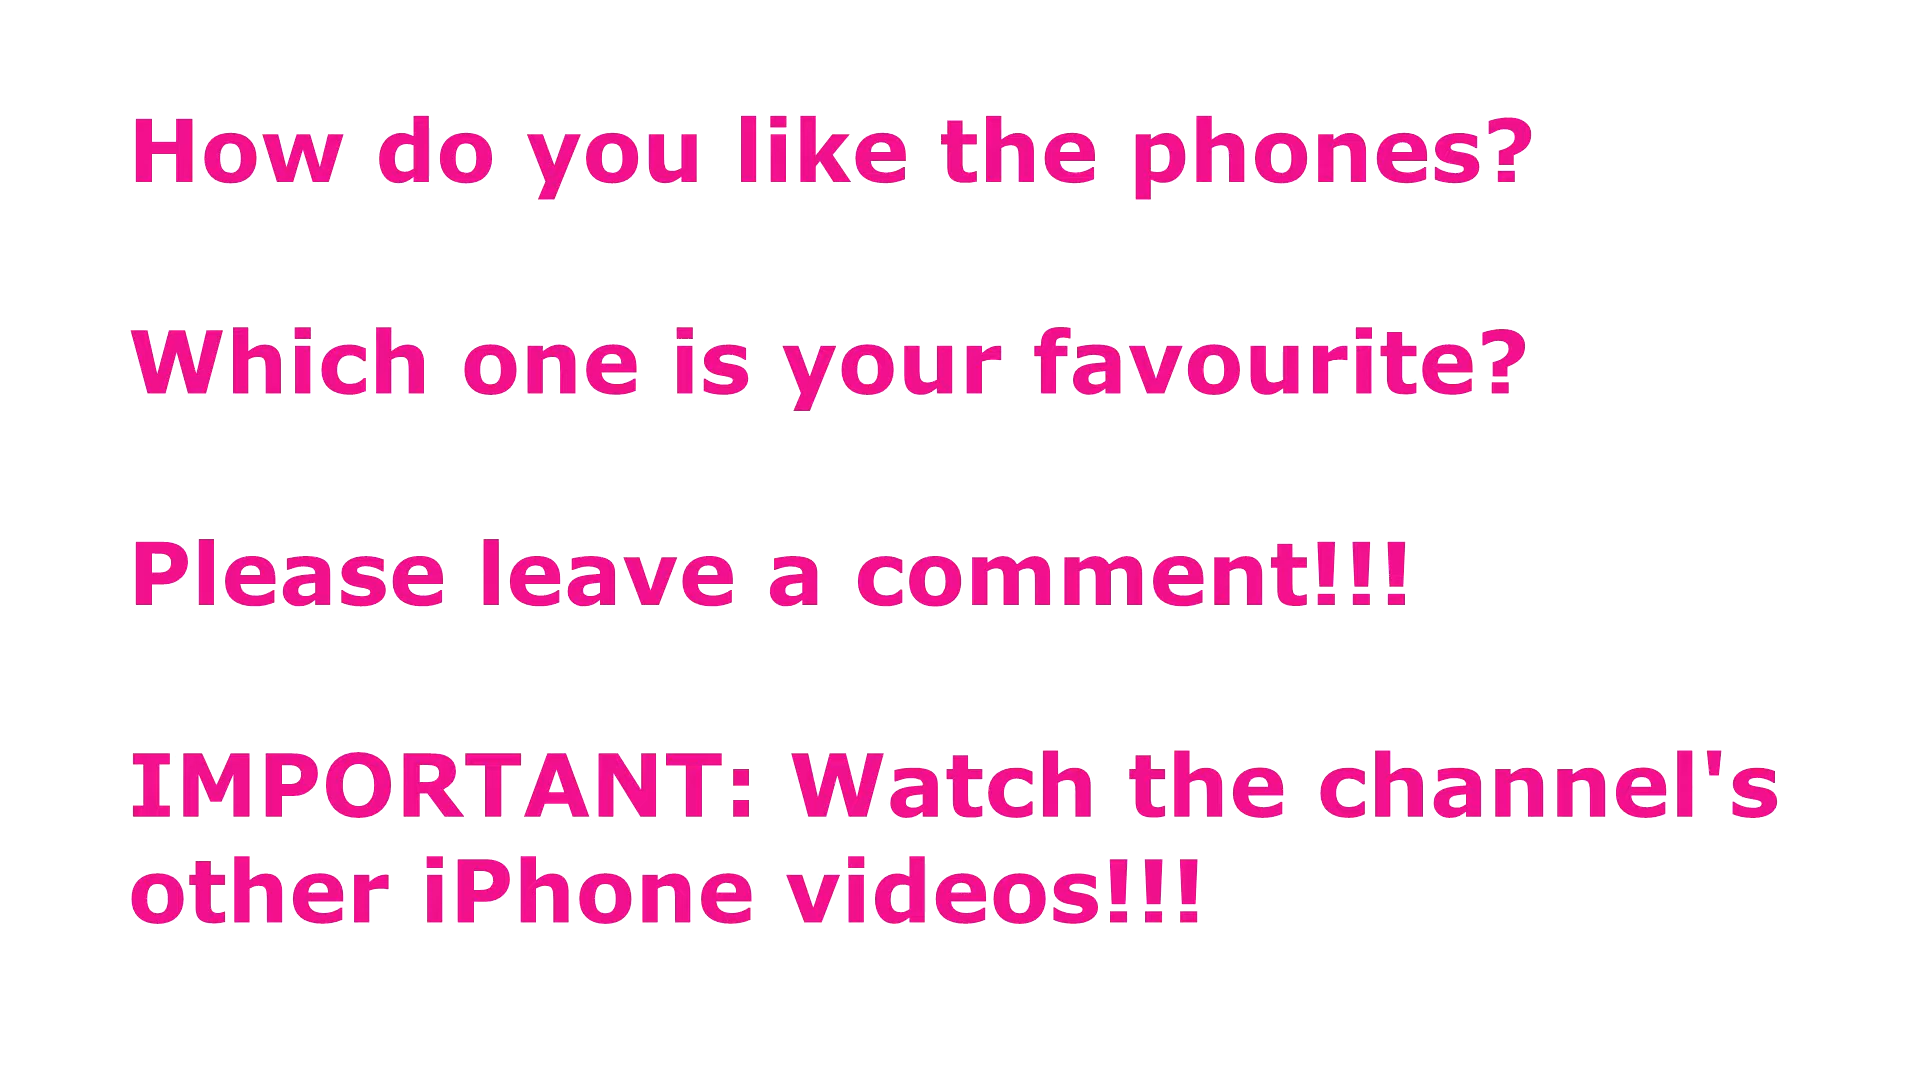 How do you like the phones?
Which one is your favourite?
Please leave a comment!!!
IMPORTANT: Watch the channel's
other iPhone videos!!!